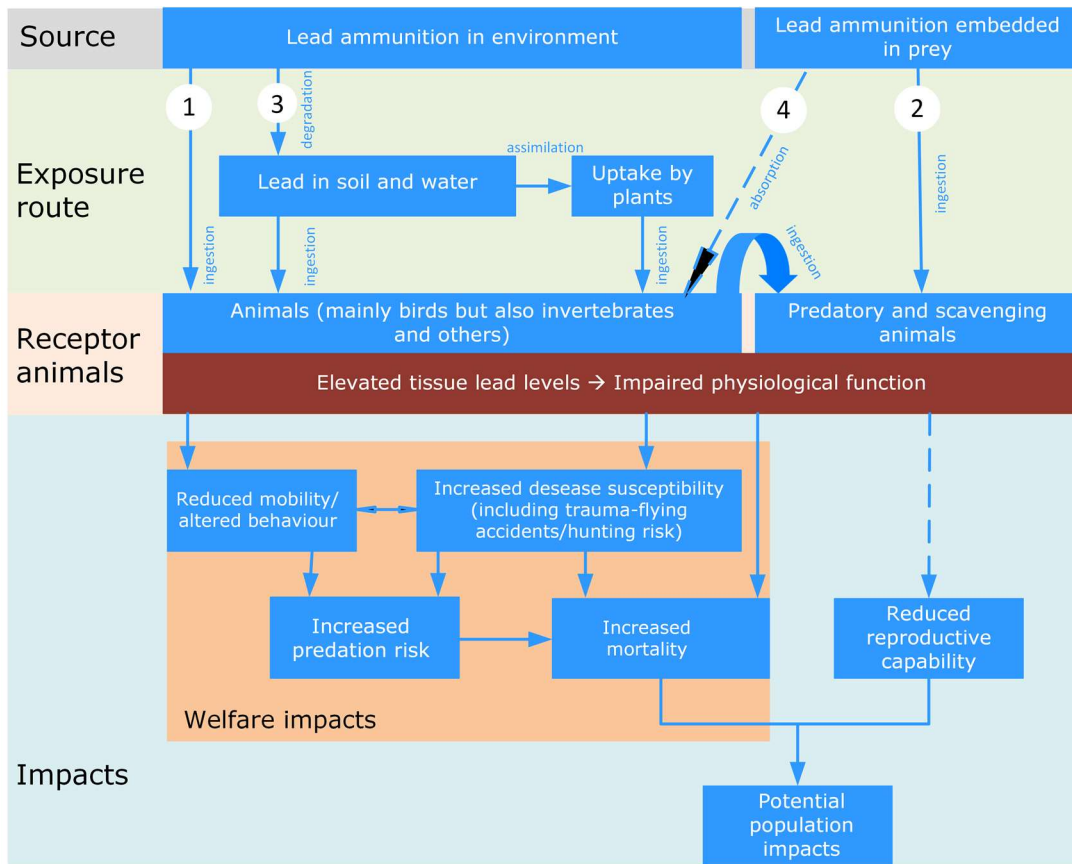 Source
Lead ammunition in environment
Lead ammunition embedded
in prey
1
3
4
2
degradation
Exposure
route
Lead in soil and water
assimilation
Uptake by
plants
absorption
ingestion
ingestion
ingestion
ingestion
ingestion
Receptor
animals
Animals (mainly birds but also invertebrates
and others)
Predatory and scavenging
animals
Elevated tissue lead levels → Impaired physiological function
Reduced mobility/
altered behaviour
Increased desease susceptibility
(including trauma-flying
accidents/hunting risk)
Increased
predation risk
Increased
mortality
Reduced
reproductive
capability
Welfare impacts
Impacts
Potential
population
impacts